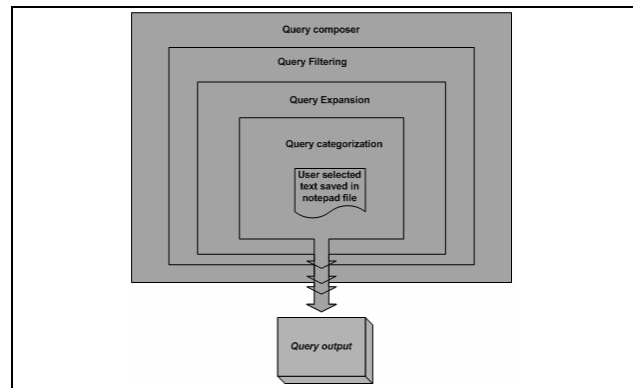 Query composer
Query Filtering
Query Expansion
Query categorization
User selected
text saved in
notepad file
Query output